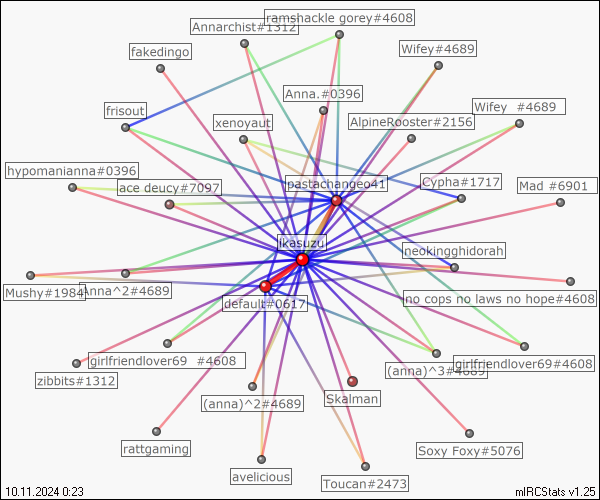 ramshackle gorey#4608
Annarchist#1312
Wifey#4689
fakedingo
Anna.#0396
Wifey #4689
frisout
xenoyaut
AlpineRooster#2156
hypomanianna#0396
ace deucy#7097
pastachangeo41
Cypha#1717
Mad #6901
jkasuzu
neokingghidorah
Mushy#1984
Anna^2#4689
default#0617
no cops no laws no hope#4608
girlfriendlover69 #4608
zibbits#1312
(anna)^3#4689
girlfriendlover69#4608
(anna)^2#4689
Skalman
rattgaming
Soxy Foxy#5076
avelicious
Toucan#2473
10.11.2024 0:23
mIRCStats v1.25